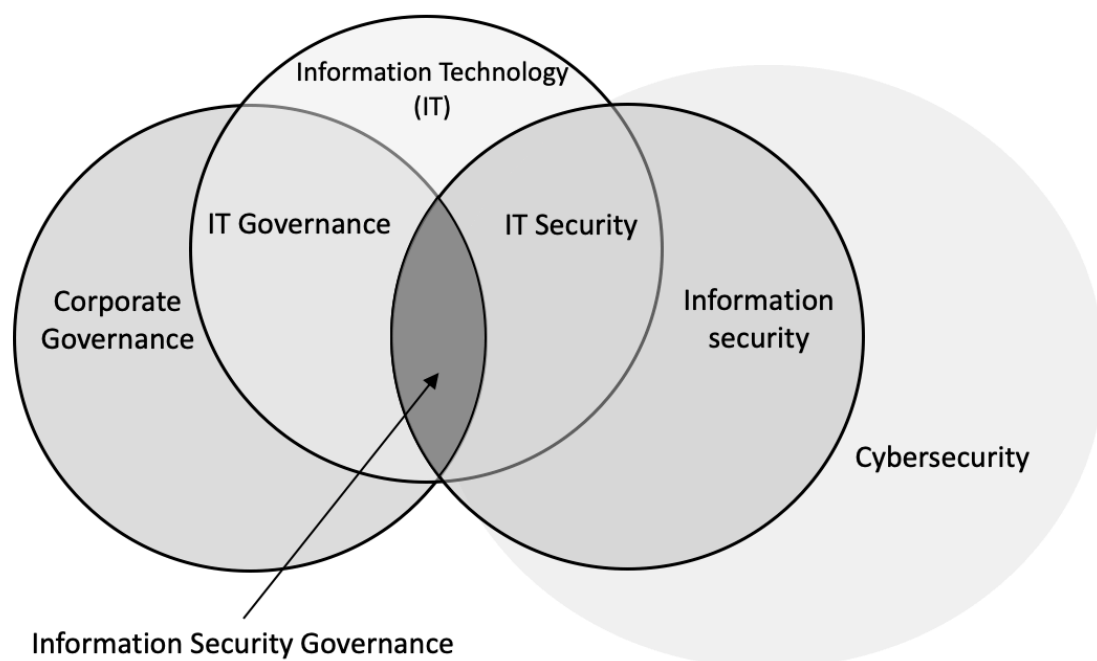 Information Technology
(IT)
IT Governance
IT Security
Corporate
Governance
Information
security
Cybersecurity
Information Security Governance